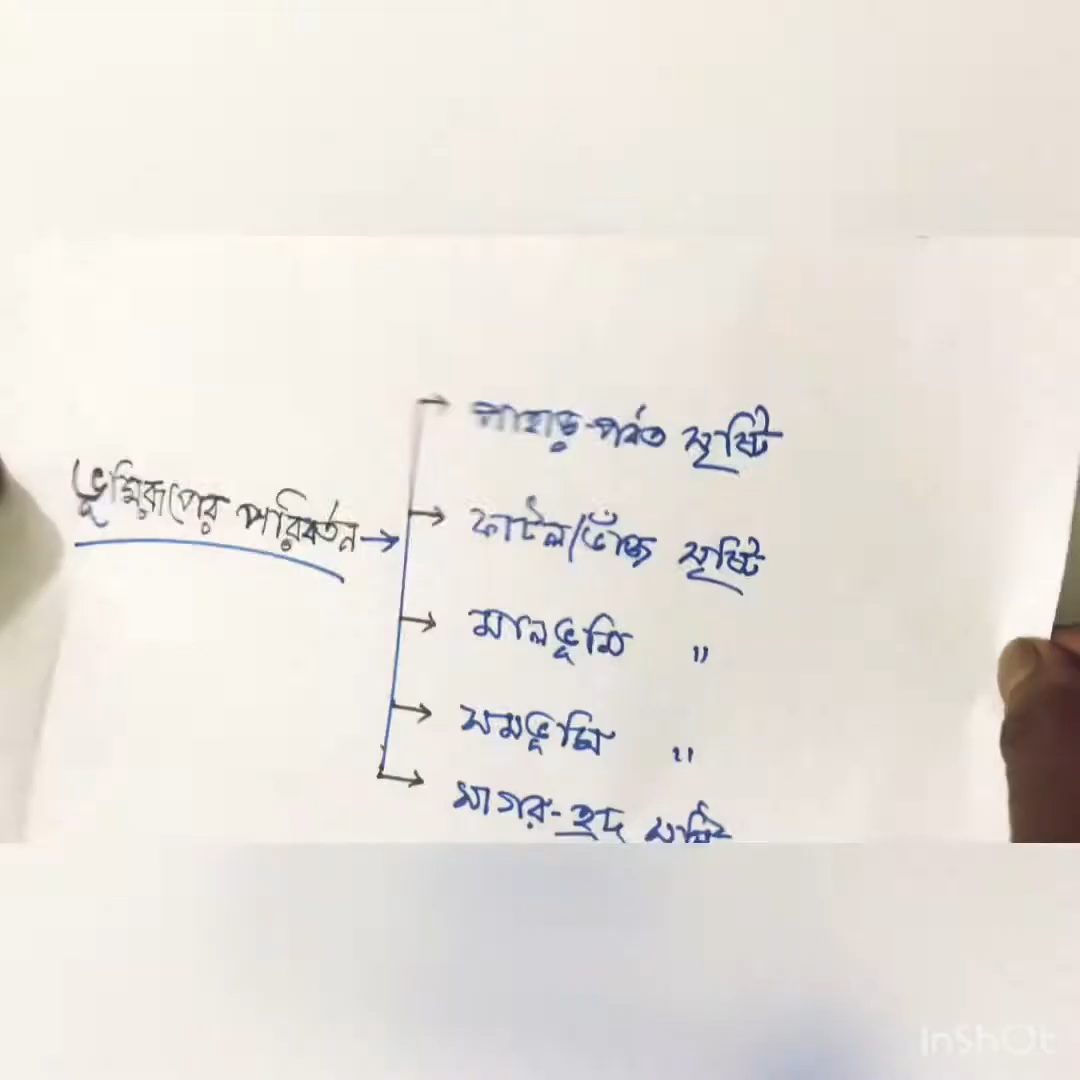 ভূমিরূপের পরিবর্তন →
→ পাহাড়-পর্বত সৃষ্টি
→ ফাটল/ভাঁজ সৃষ্টি
→ মালভূমি "
→ সমভূমি "
→ সাগর-হ্রদ সৃষ্টি
InShOt